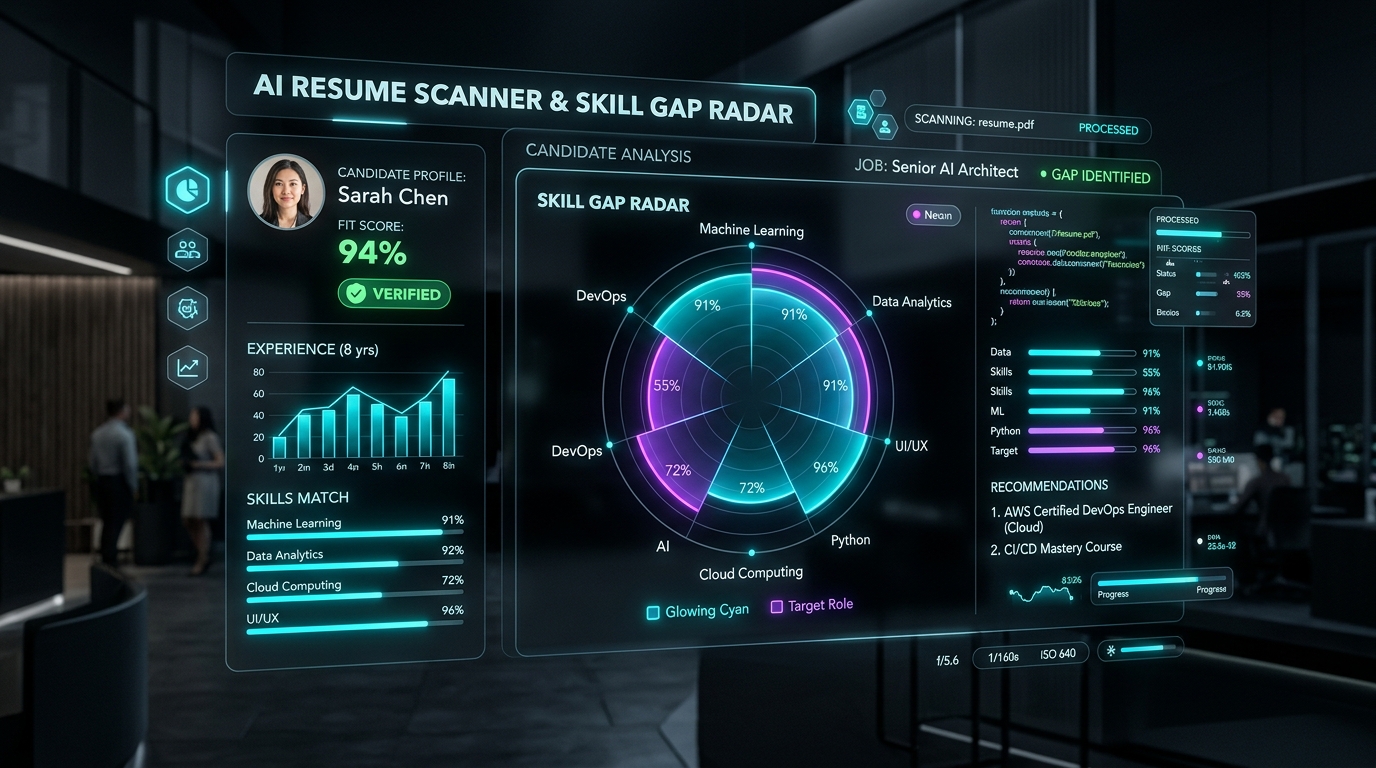 AI RESUME SCANNER & SKILL GAP RADAR
SCANNING: resume.pdf
PROCESSED
CANDIDATE PROFILE:
Sarah Chen
FIT SCORE:
94%
VERIFIED
EXPERIENCE (8 yrs)
80
60
40
20
0
3d
SKILLS MATCH
Machine Learning 91%
Data Analytics 92%
Cloud Computing 72%
UI/UX 96%
CANDIDATE ANALYSIS
JOB: Senior AI Architect
GAP IDENTIFIED
SKILL GAP RADAR
Machine Learning
DevOps
Data Analytics
91%
91%
55%
91%
DevOps
UI/UX
72%
96%
72%
AI
Python
Cloud Computing
Glowing Cyan
Target Role
Data 91%
Skills 55%
Skills 96%
ML 91%
Python 96%
Target 96%
RECOMMENDATIONS
1. AWS Certified DevOps Engineer
(Cloud)
2. CI/CD Mastery Course
PROCESSED
Gap
Progress
f/5.6
1/160s
ISO 640